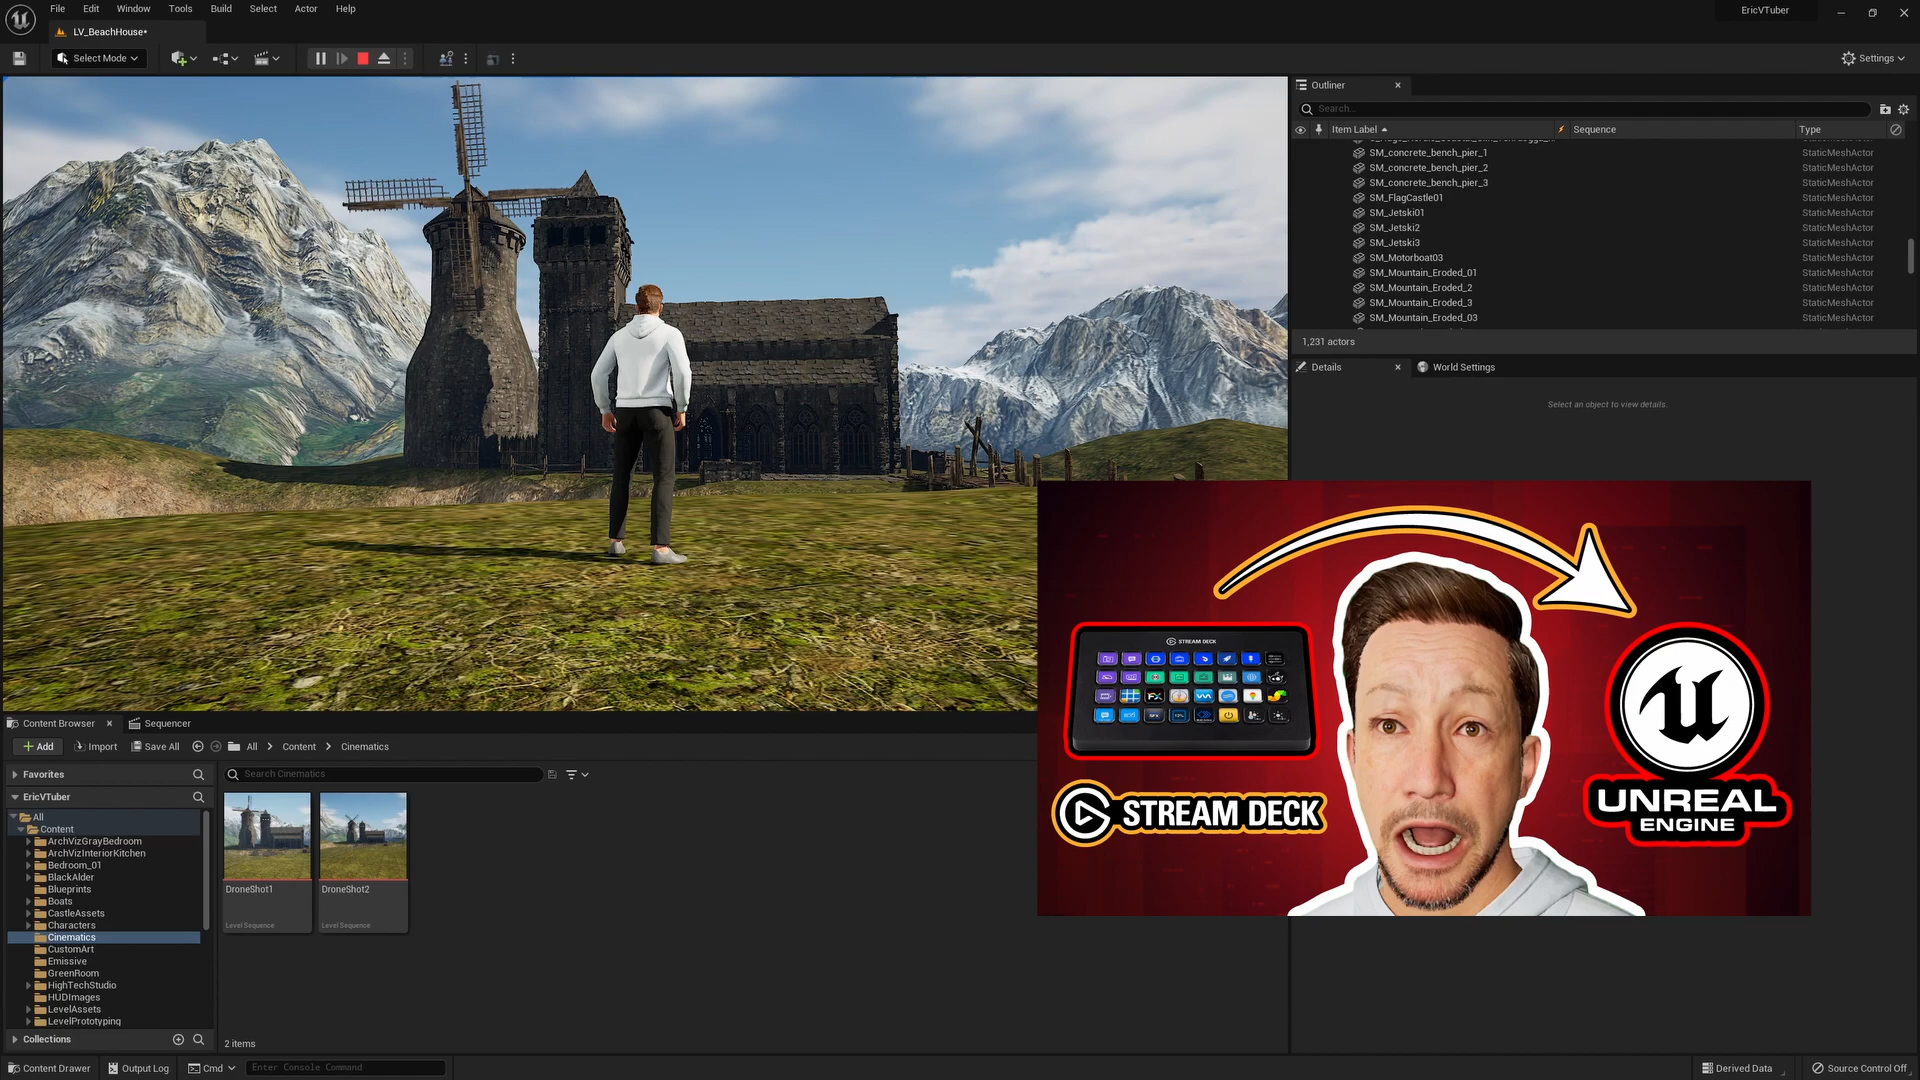 File Edit Window Tools Build Select Actor Help
EricVTuber
LV_BeachHouse•
Select Mode
Settings
Outliner
Search...
Item Label Sequence Type
SM_concrete_bench_pier_1 StaticMeshActor
SM_concrete_bench_pier_2 StaticMeshActor
SM_concrete_bench_pier_3 StaticMeshActor
SM_FlagCastle01 StaticMeshActor
SM_Jetski01 StaticMeshActor
SM_Jetski2 StaticMeshActor
SM_Jetski3 StaticMeshActor
SM_Motorboat03 StaticMeshActor
SM_Mountain_Eroded_01 StaticMeshActor
SM_Mountain_Eroded_2 StaticMeshActor
SM_Mountain_Eroded_3 StaticMeshActor
SM_Mountain_Eroded_03 StaticMeshActor
1,231 actors
Details World Settings
Select an object to view details.
STREAM DECK
STREAM DECK
UNREAL
ENGINE
Content Browser Sequencer
Add Import Save All All Content Cinematics
Favorites
Search Cinematics
EricVTuber
All
Content
ArchVizGrayBedroom
ArchVizInteriorKitchen
Bedroom_01
BlackAlder
Blueprints
Boats
CastleAssets
Characters
Cinematics
CustomArt
Emissive
GreenRoom
HighTechStudio
HUDImages
LevelAssets
LevelPrototyping
DroneShot1 DroneShot2
Level Sequence Level Sequence
Collections
2 items
Content Drawer Output Log Cmd Enter Console Command Derived Data Source Control Off